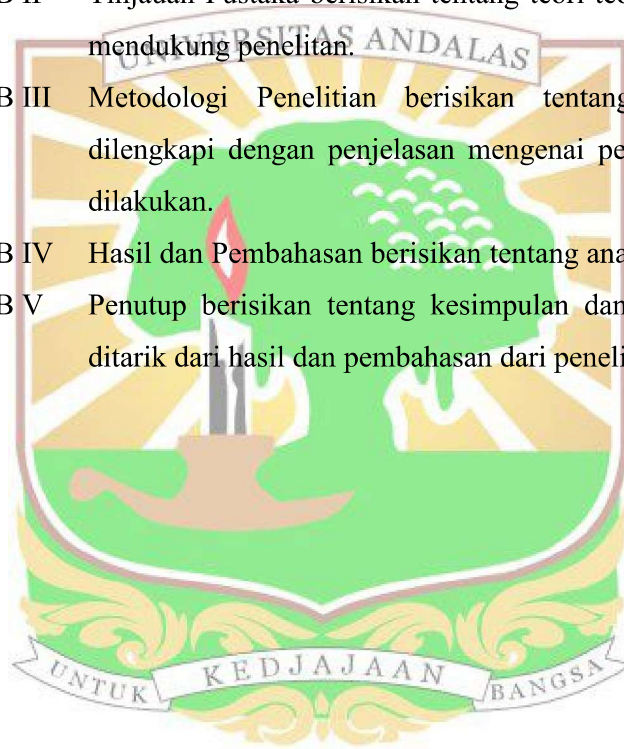 B II Tinjauan Pustaka berisikan tentang teori-teo
mendukung penelitan.
UNIVERSITAS ANDALAS
B III Metodologi Penelitian berisikan tentang
dilengkapi dengan penjelasan mengenai pe
dilakukan.
B IV Hasil dan Pembahasan berisikan tentang ana
B V Penutup berisikan tentang kesimpulan dan
ditarik dari hasil dan pembahasan dari peneli
UNTUK KEDJAJAAN BANGSA